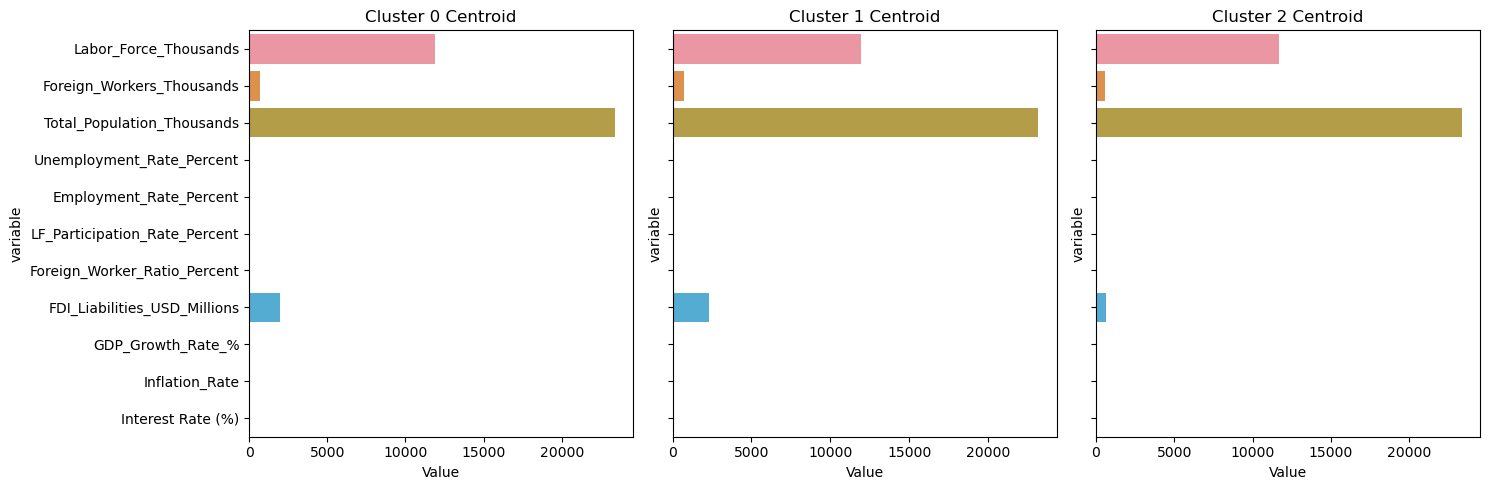 Cluster 0 Centroid
Cluster 1 Centroid
Cluster 2 Centroid
variable
Labor_Force_Thousands
Foreign_Workers_Thousands
Total_Population_Thousands
Unemployment_Rate_Percent
Employment_Rate_Percent
LF_Participation_Rate_Percent
Foreign_Worker_Ratio_Percent
FDI_Liabilities_USD_Millions
GDP_Growth_Rate_%
Inflation_Rate
Interest Rate (%)
0 5000 10000 15000 20000
Value
variable
0 5000 10000 15000 20000
Value
variable
0 5000 10000 15000 20000
Value